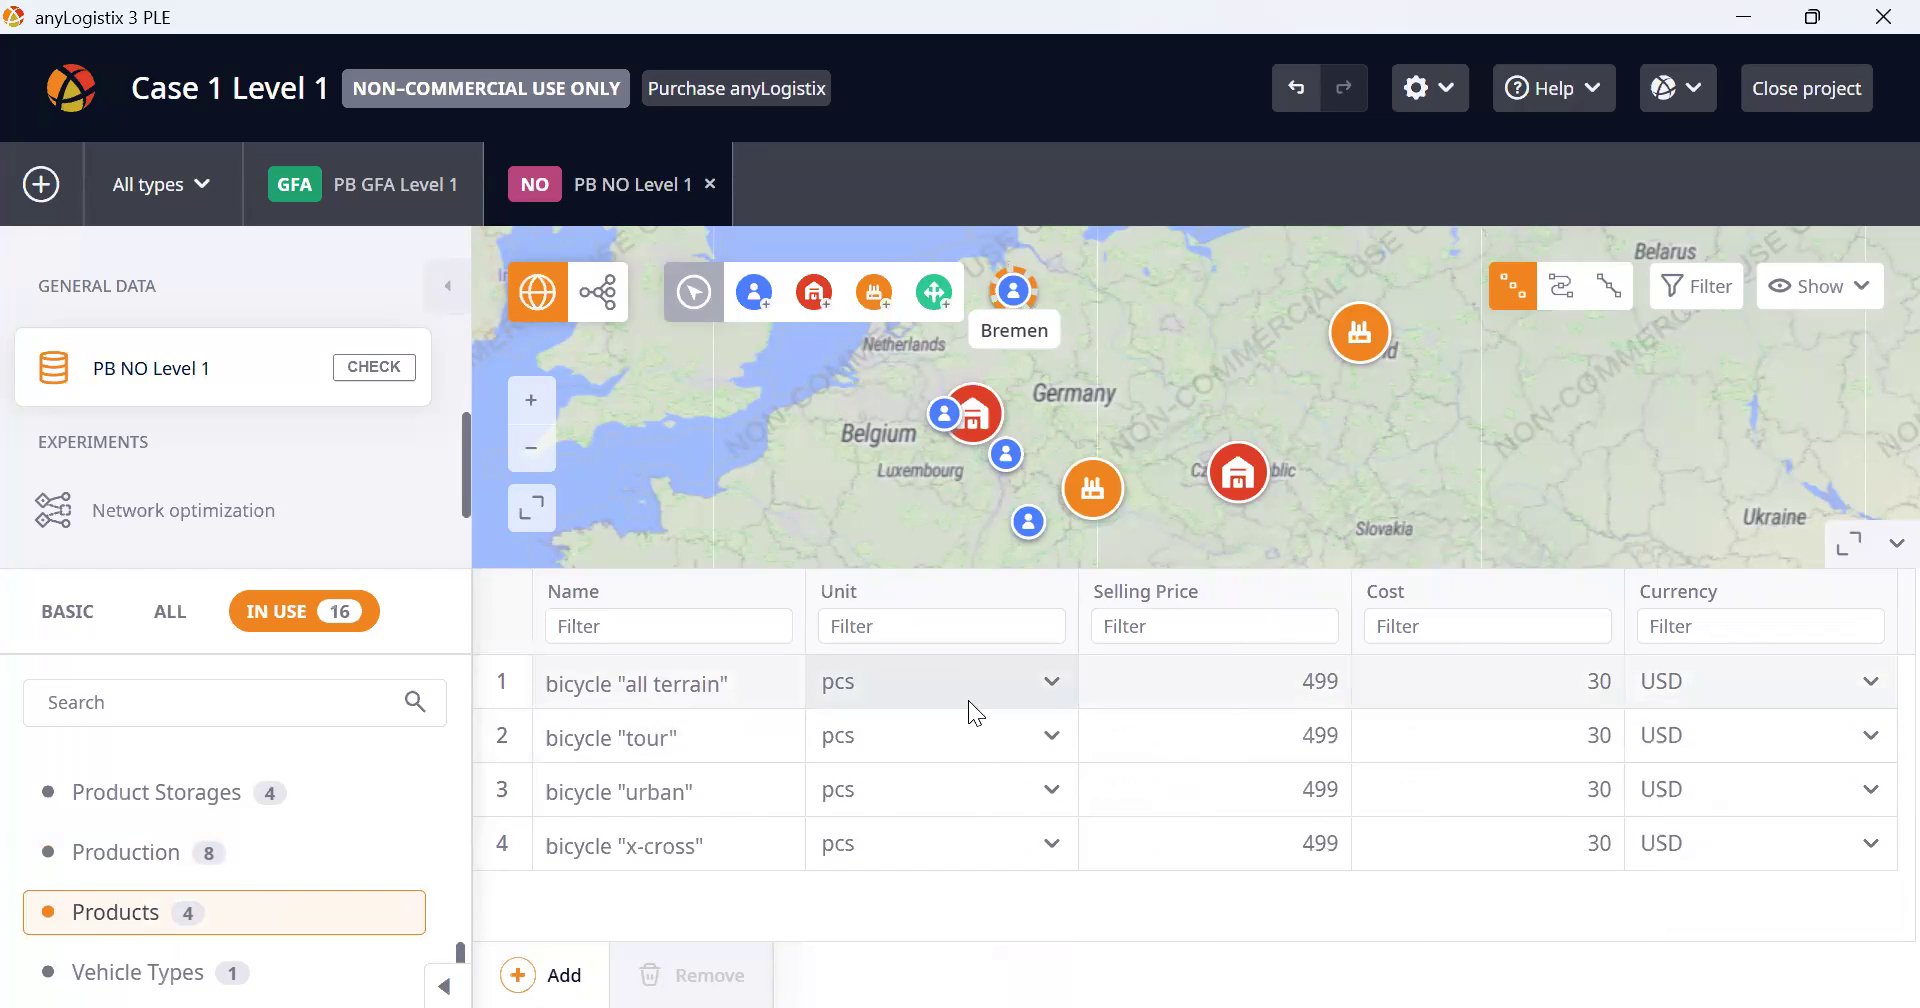 anyLogistix 3 PLE
Case 1 Level 1 NON-COMMERCIAL USE ONLY Purchase anyLogistix
Help Close project
All types GFA PB GFA Level 1 NO PB NO Level 1
GENERAL DATA
PB NO Level 1 CHECK
EXPERIMENTS
Network optimization
Belarus
Filter Show
Bremen
Netherlands
Germany
Belgium
Luxembourg
Slovakia
Ukraine
NON-COMMERCIAL USE
BASIC ALL IN USE 16
Search
Product Storages 4
Production 8
Products 4
Vehicle Types 1
Name Unit Selling Price Cost Currency
Filter Filter Filter Filter Filter
1 bicycle "all terrain" pcs 499 30 USD
2 bicycle "tour" pcs 499 30 USD
3 bicycle "urban" pcs 499 30 USD
4 bicycle "x-cross" pcs 499 30 USD
Add Remove